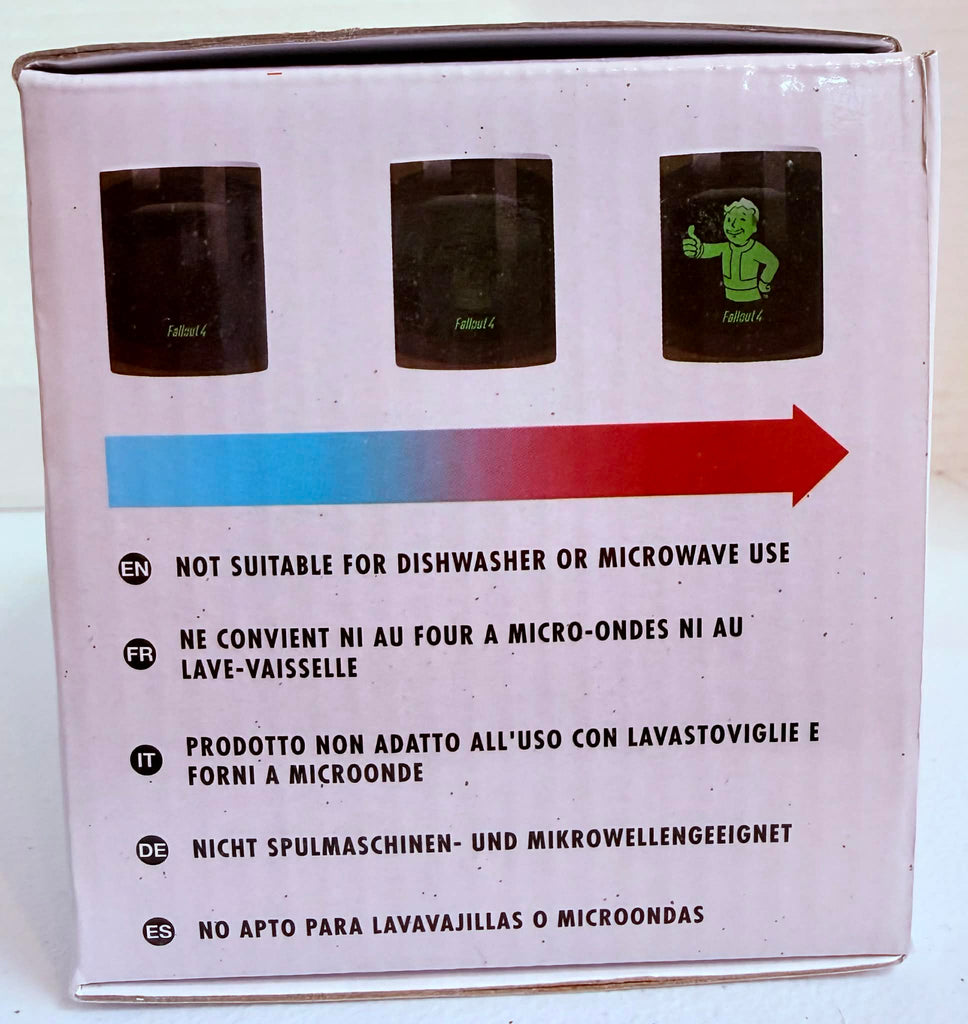 Fallout 4
Fallout 4
Fallout 4
EN NOT SUITABLE FOR DISHWASHER OR MICROWAVE USE
FR NE CONVIENT NI AU FOUR A MICRO-ONDES NI AU
LAVE-VAISSELLE
IT PRODOTTO NON ADATTO ALL'USO CON LAVASTOVIGLIE E
FORNI A MICROONDE
DE NICHT SPULMASCHINEN- UND MIKROWELLENGEEIGNET
ES NO APTO PARA LAVAVAJILLAS O MICROONDAS